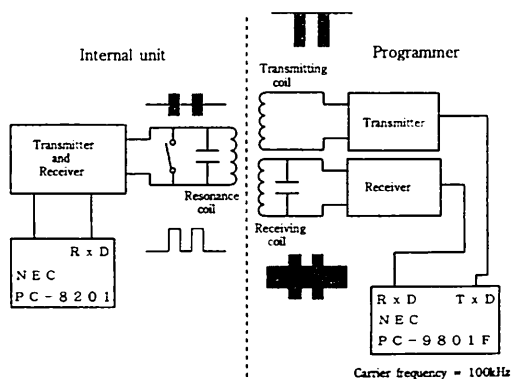 Internal unit
Programmer
Transmitting
coil
Transmitter
Transmitter
and
Receiver
Resonance
coil
Receiver
Receiving
coil
R x D
NEC
PC-8201
R x D T x D
NEC
PC-9801F
Carrier frequency = 100kHz